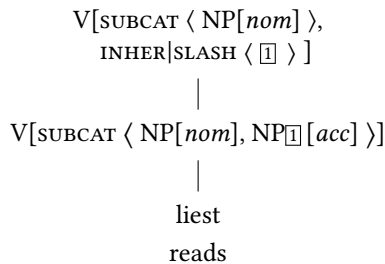 V[SUBCAT ⟨ NP[nom] ⟩,
INHER|SLASH ⟨ 1 ⟩ ]
V[SUBCAT ⟨ NP[nom], NP1 [acc] ⟩]
liest
reads